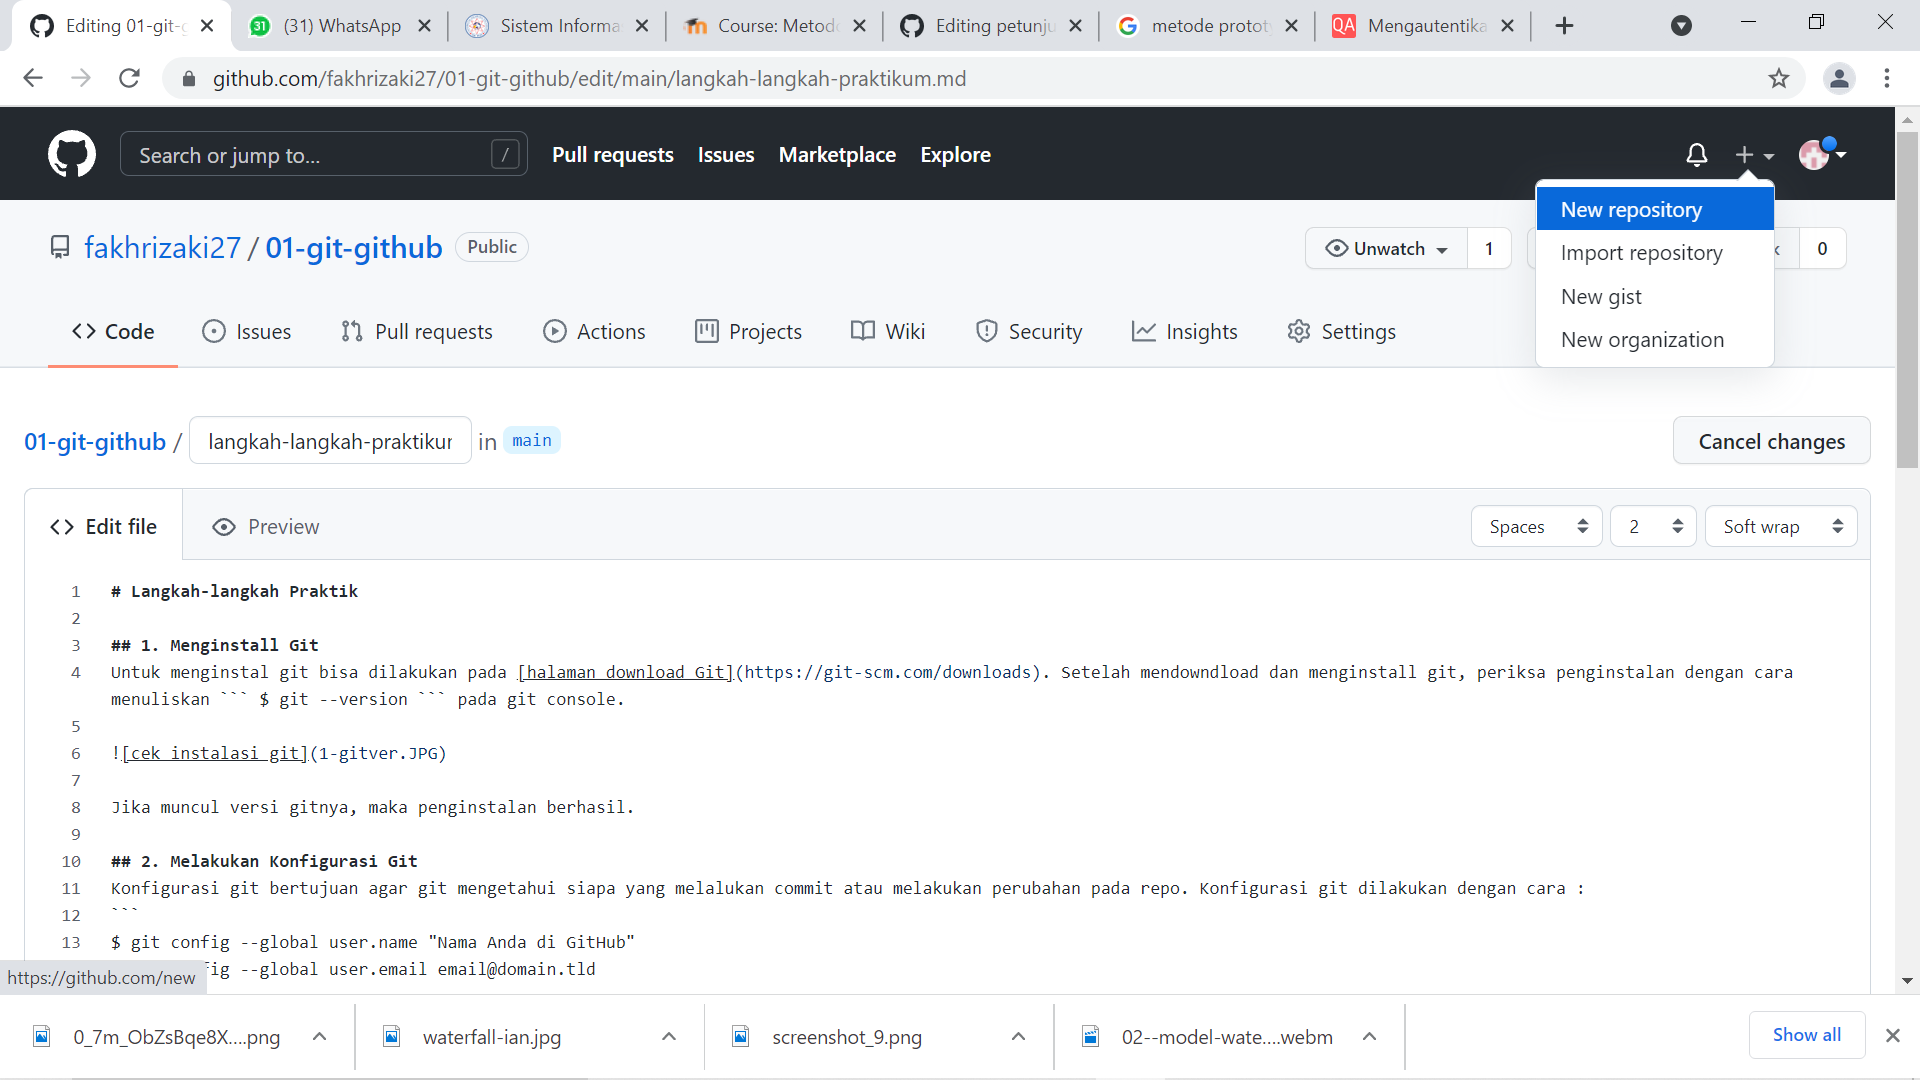 Editing 01-git-g
(31) WhatsApp
Sistem Informa
Course: Metod
Editing petunju
metode protot
Mengautentika
github.com/fakhrizaki27/01-git-github/edit/main/langkah-langkah-praktikum.md
Search or jump to...
/
Pull requests
Issues
Marketplace
Explore
New repository
Import repository
New gist
New organization
fakhrizaki27 / 01-git-github
Public
Unwatch
1
0
Code
Issues
Pull requests
Actions
Projects
Wiki
Security
Insights
Settings
01-git-github / langkah-langkah-praktikur in main
Cancel changes
Edit file
Preview
Spaces
2
Soft wrap
1 # Langkah-langkah Praktik
2
3 ## 1. Menginstall Git
4 Untuk menginstal git bisa dilakukan pada [halaman download Git](https://git-scm.com/downloads). Setelah mendowndload dan menginstall git, periksa penginstalan dengan cara
menuliskan ``` $ git --version ``` pada git console.
5
6 ![cek instalasi git](1-gitver.JPG)
7
8 Jika muncul versi gitnya, maka penginstalan berhasil.
9
10 ## 2. Melakukan Konfigurasi Git
11 Konfigurasi git bertujuan agar git mengetahui siapa yang melalukan commit atau melakukan perubahan pada repo. Konfigurasi git dilakukan dengan cara :
12 ```
13 $ git config --global user.name "Nama Anda di GitHub"
ig --global user.email email@domain.tld
https://github.com/new
0_7m_ObZsBqe8X....png
waterfall-ian.jpg
screenshot_9.png
02--model-wate....webm
Show all